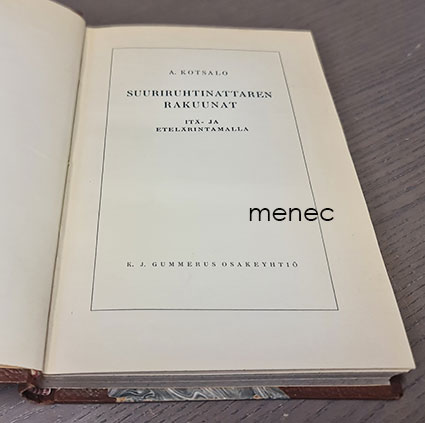 A. KOTSALO
SUURIRUHTINATTAREN
RAKUUNAT
ITÄ- JA
ETELÄRINTAMALLA
menec
K. J. GUMMERUS OSAKEYHTIÖ